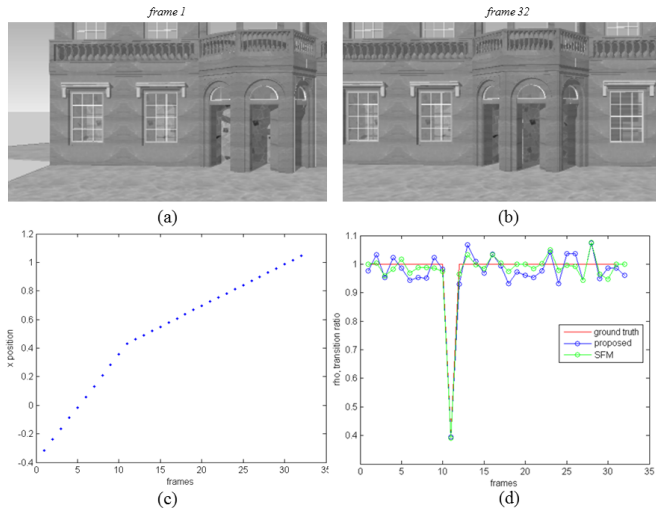 frame 1
frame 32
(a)
(b)
1.2
1
0.8
0.6
0.4
0.2
0
-0.2
-0.4
0
5
10
15
20
25
30
35
x position
frames
(c)
1.1
1
0.9
0.8
0.7
0.6
0.5
0.4
0
5
10
15
20
25
30
35
rho, transition ratio
frames
ground truth
proposed
SFM
(d)